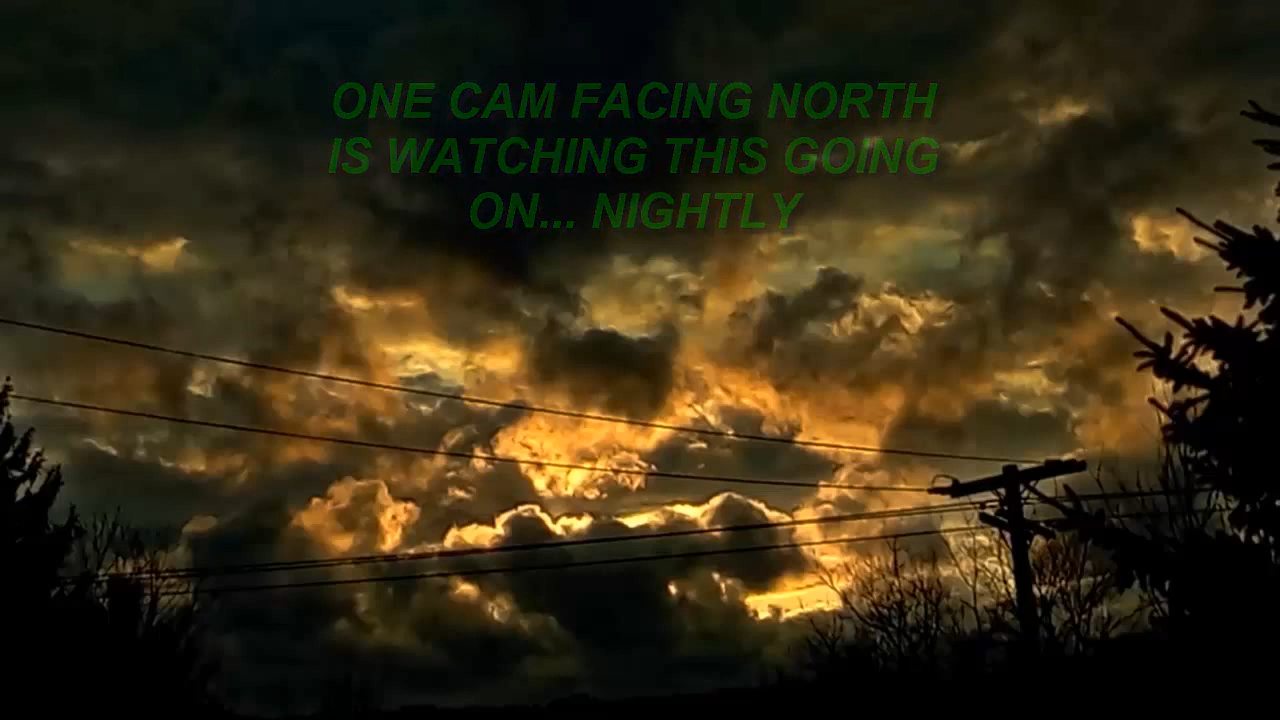 ONE CAM FACING NORTH
IS WATCHING THIS GOING
ON... NIGHTLY